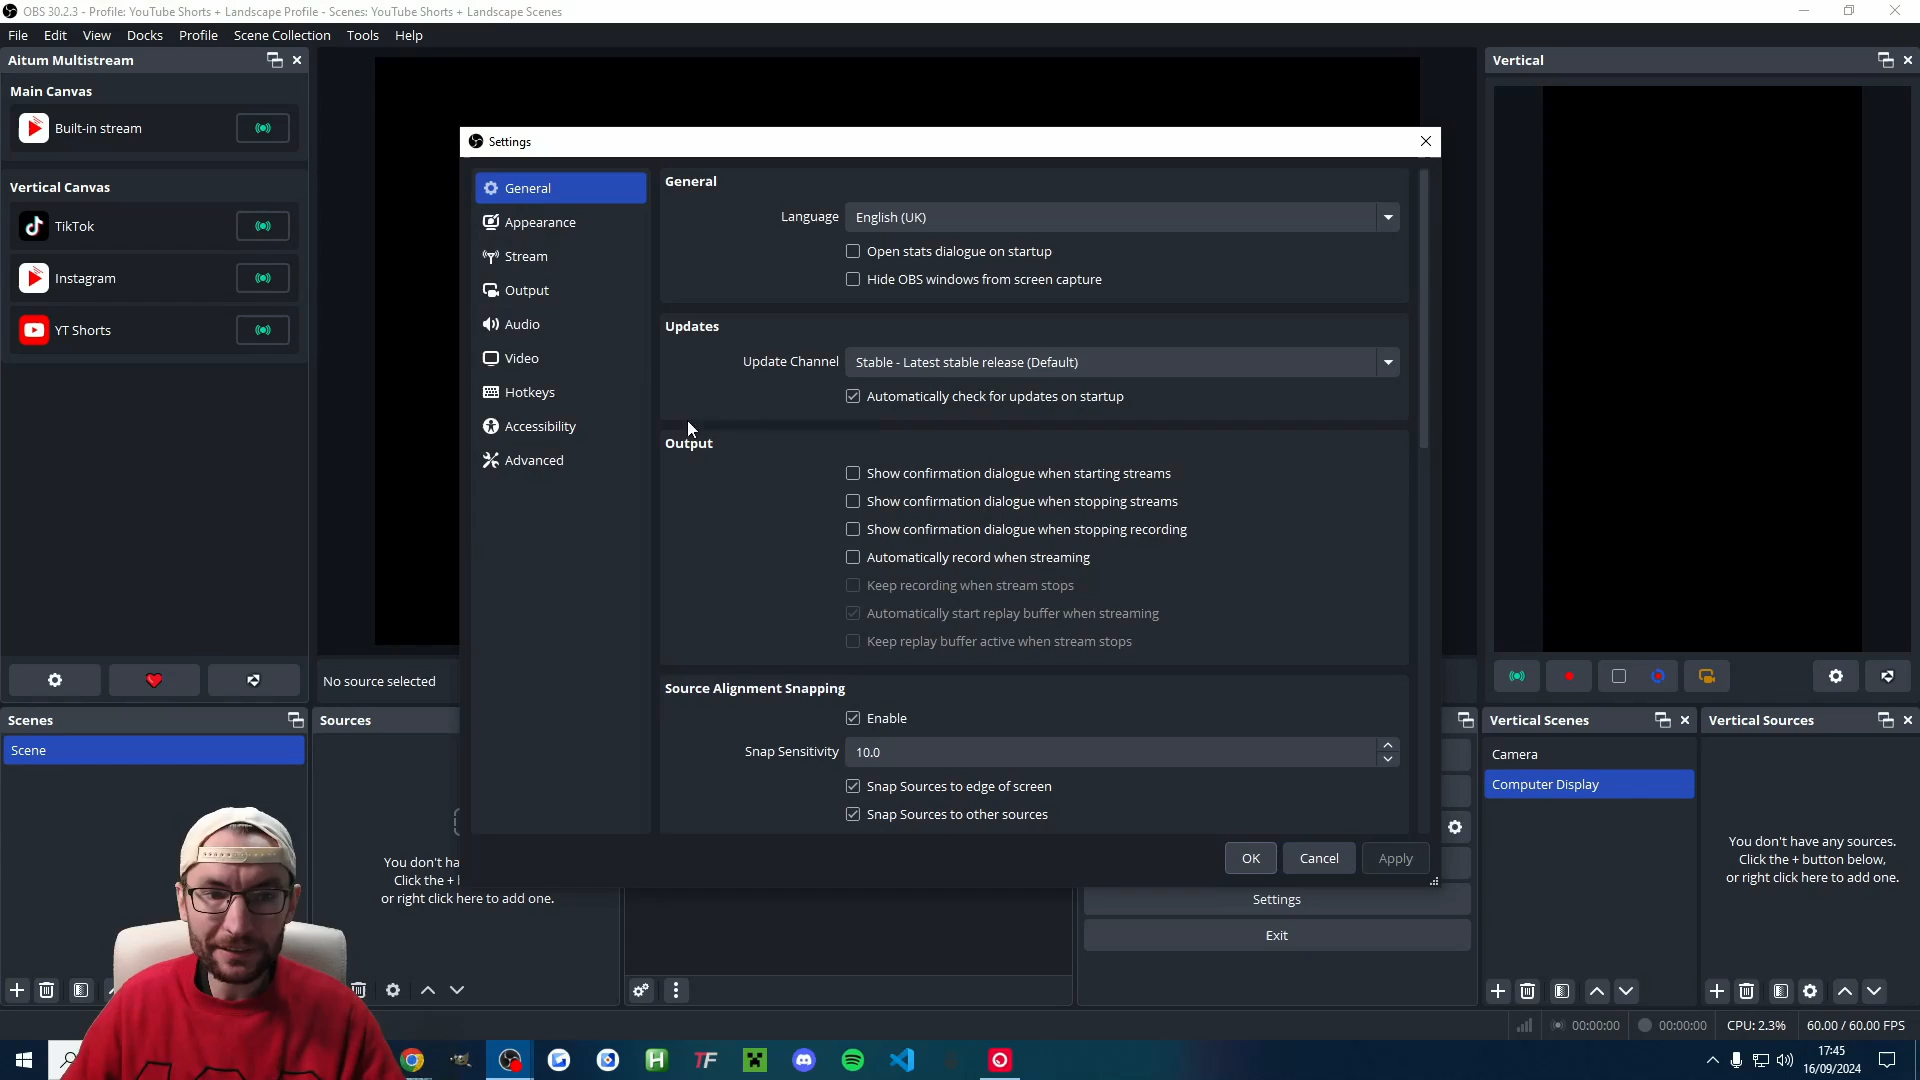 OBS 30.2.3 - Profile: YouTube Shorts + Landscape Profile - Scenes: YouTube Shorts + Landscape Scenes
File Edit View Docks Profile Scene Collection Tools Help
Aitum Multistream
Main Canvas
Built-in stream
Vertical Canvas
TikTok
Instagram
YT Shorts
Settings
General
Appearance
Stream
Output
Audio
Video
Hotkeys
Accessibility
Advanced
General
Language English (UK)
Open stats dialogue on startup
Hide OBS windows from screen capture
Updates
Update Channel Stable - Latest stable release (Default)
Automatically check for updates on startup
Output
Show confirmation dialogue when starting streams
Show confirmation dialogue when stopping streams
Show confirmation dialogue when stopping recording
Automatically record when streaming
Keep recording when stream stops
Automatically start replay buffer when streaming
Keep replay buffer active when stream stops
Source Alignment Snapping
Enable
Snap Sensitivity 10.0
Snap Sources to edge of screen
Snap Sources to other sources
OK Cancel Apply
Vertical
No source selected
Scenes
Scene
Sources
You don't ha
Click the +
or right click here to add one.
Settings
Exit
Vertical Scenes
Camera
Computer Display
Vertical Sources
You don't have any sources.
Click the + button below,
or right click here to add one.
00:00:00 00:00:00 CPU: 2.3% 60.00 / 60.00 FPS
H TF
17:45
16/09/2024